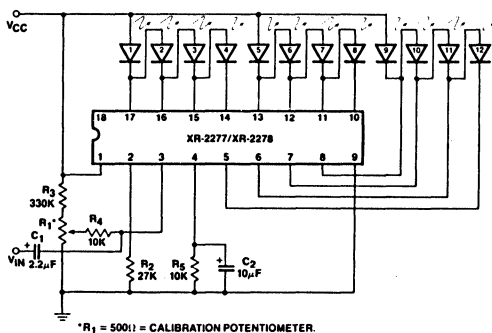 VCC
1 2 3 4 5 6 7 8 9 10 11 12
18 17 16 15 14 13 12 11 10
XR-2277/XR-2278
1 2 3 4 5 6 7 8 9
R3
330K
R1*
R4
10K
C1
2.2µF
VIN
R2
27K
R5
10K
C2
10µF
*R1 = 500Ω = CALIBRATION POTENTIOMETER.